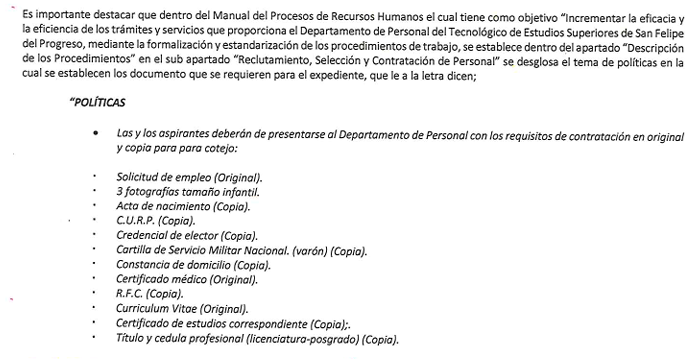 Es importante destacar que dentro del Manual del Procesos de Recursos Humanos el cual tiene como objetivo "Incrementar la eficacia y
la eficiencia de los trámites y servicios que proporciona el Departamento de Personal del Tecnológico de Estudios Superiores de San Felipe
del Progreso, mediante la formalización y estandarización de los procedimientos de trabajo, se establece dentro del apartado "Descripción
de los Procedimientos" en el sub apartado "Reclutamiento, Selección y Contratación de Personal" se desglosa el tema de políticas en la
cual se establecen los documento que se requieren para el expediente, que le a la letra dicen;
"POLÍTICAS
• Las y los aspirantes deberán de presentarse al Departamento de Personal con los requisitos de contratación en original
y copia para para cotejo:
• Solicitud de empleo (Original).
• 3 fotografías tamaño infantil.
• Acta de nacimiento (Copia).
• C.U.R.P. (Copia).
• Credencial de elector (Copia).
• Cartilla de Servicio Militar Nacional. (varón) (Copia).
• Constancia de domicilio (Copia).
• Certificado médico (Original).
• R.F.C. (Copia).
• Curriculum Vitae (Original).
• Certificado de estudios correspondiente (Copia);.
• Título y cedula profesional (licenciatura-posgrado) (Copia).